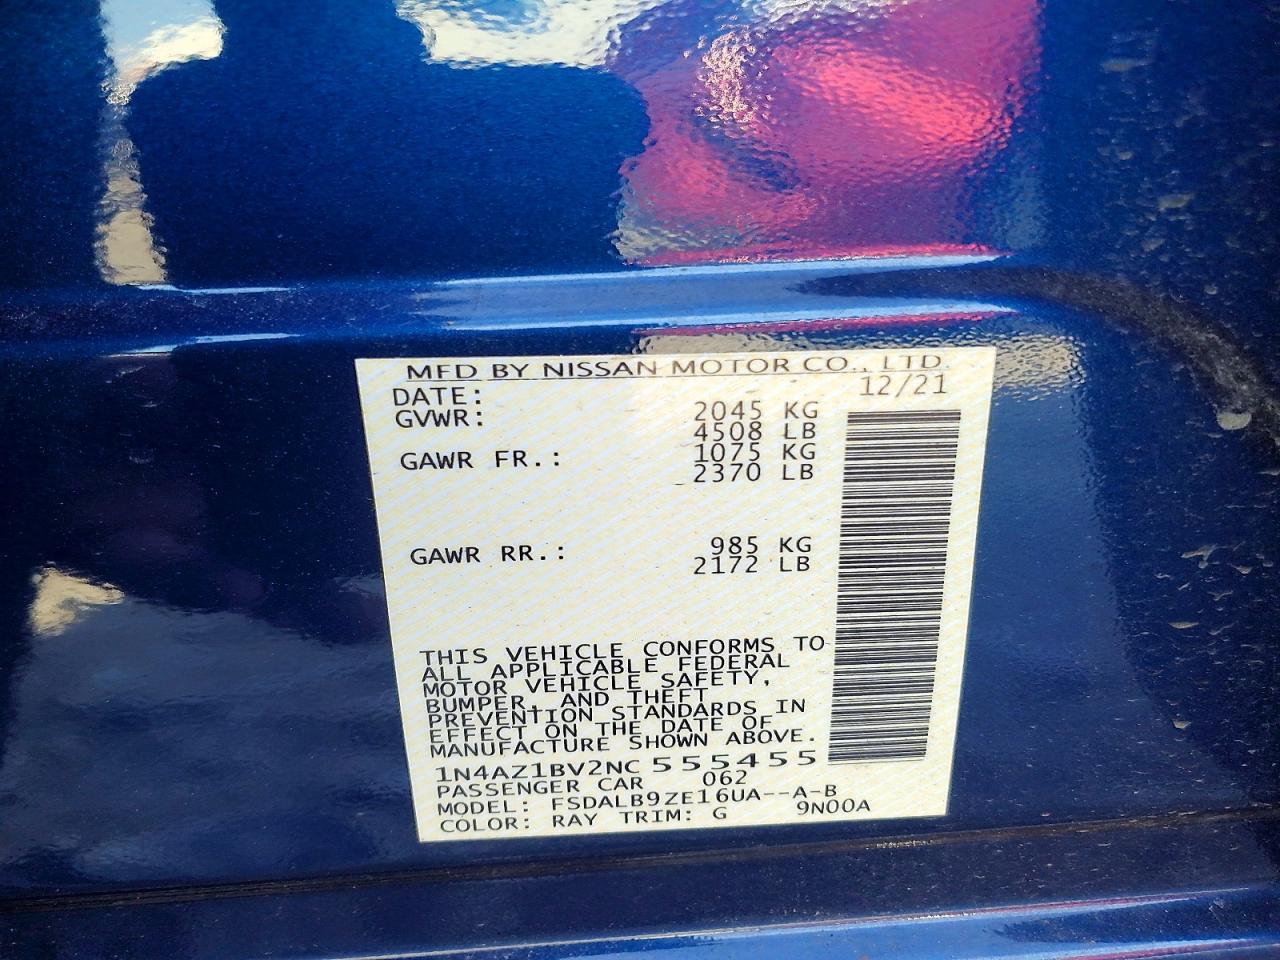 MFD BY NISSAN MOTOR CO., LTD.
DATE: 12/21
GVWR: 2045 KG
4508 LB
GAWR FR.: 1075 KG
2370 LB
GAWR RR.: 985 KG
2172 LB
THIS VEHICLE CONFORMS TO
ALL APPLICABLE FEDERAL
MOTOR VEHICLE SAFETY,
BUMPER, AND THEFT
PREVENTION STANDARDS IN
EFFECT ON THE DATE OF
MANUFACTURE SHOWN ABOVE.
1N4AZ1BV2NC555455
PASSENGER CAR 062
MODEL: FSDALB9ZE16UA--A-B
COLOR: RAY TRIM: G 9N00A